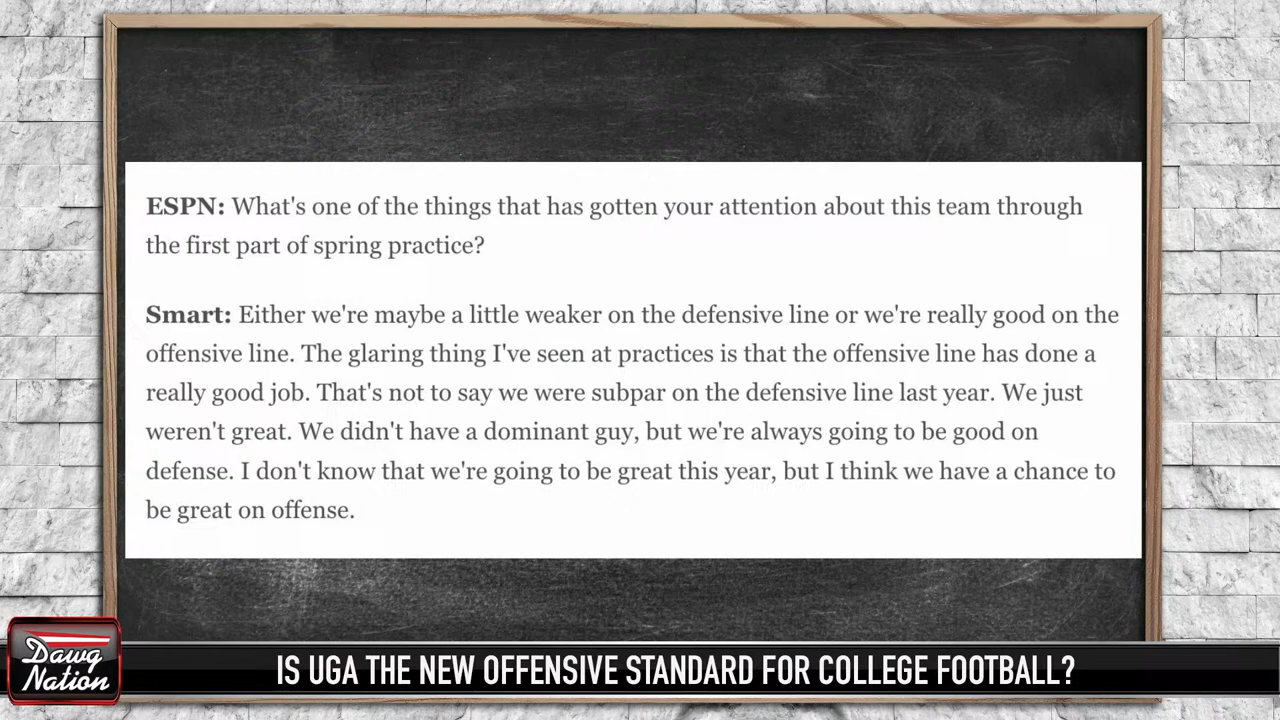 ESPN: What's one of the things that has gotten your attention about this team through
the first part of spring practice?
Smart: Either we're maybe a little weaker on the defensive line or we're really good on the
offensive line. The glaring thing I've seen at practices is that the offensive line has done a
really good job. That's not to say we were subpar on the defensive line last year. We just
weren't great. We didn't have a dominant guy, but we're always going to be good on
defense. I don't know that we're going to be great this year, but I think we have a chance to
be great on offense.
Dawg
Nation
IS UGA THE NEW OFFENSIVE STANDARD FOR COLLEGE FOOTBALL?